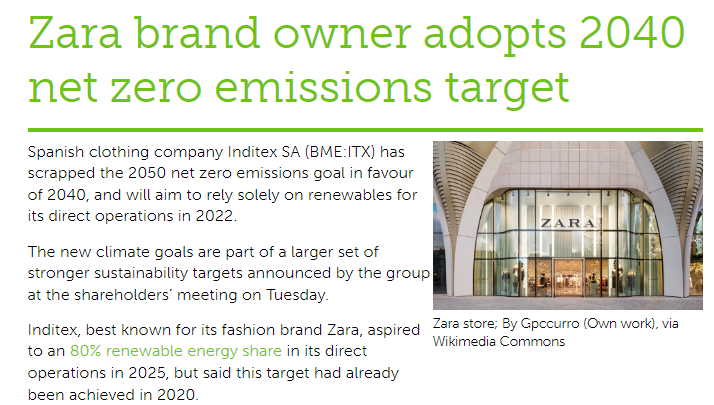 Zara brand owner adopts 2040
net zero emissions target
Spanish clothing company Inditex SA (BME:ITX) has
scrapped the 2050 net zero emissions goal in favour
of 2040, and will aim to rely solely on renewables for
its direct operations in 2022.
The new climate goals are part of a larger set of
stronger sustainability targets announced by the group
at the shareholders’ meeting on Tuesday.
Inditex, best known for its fashion brand Zara, aspired
to an 80% renewable energy share in its direct
operations in 2025, but said this target had already
been achieved in 2020.
ZARA
Zara store; By Gpccurro (Own work), via
Wikimedia Commons